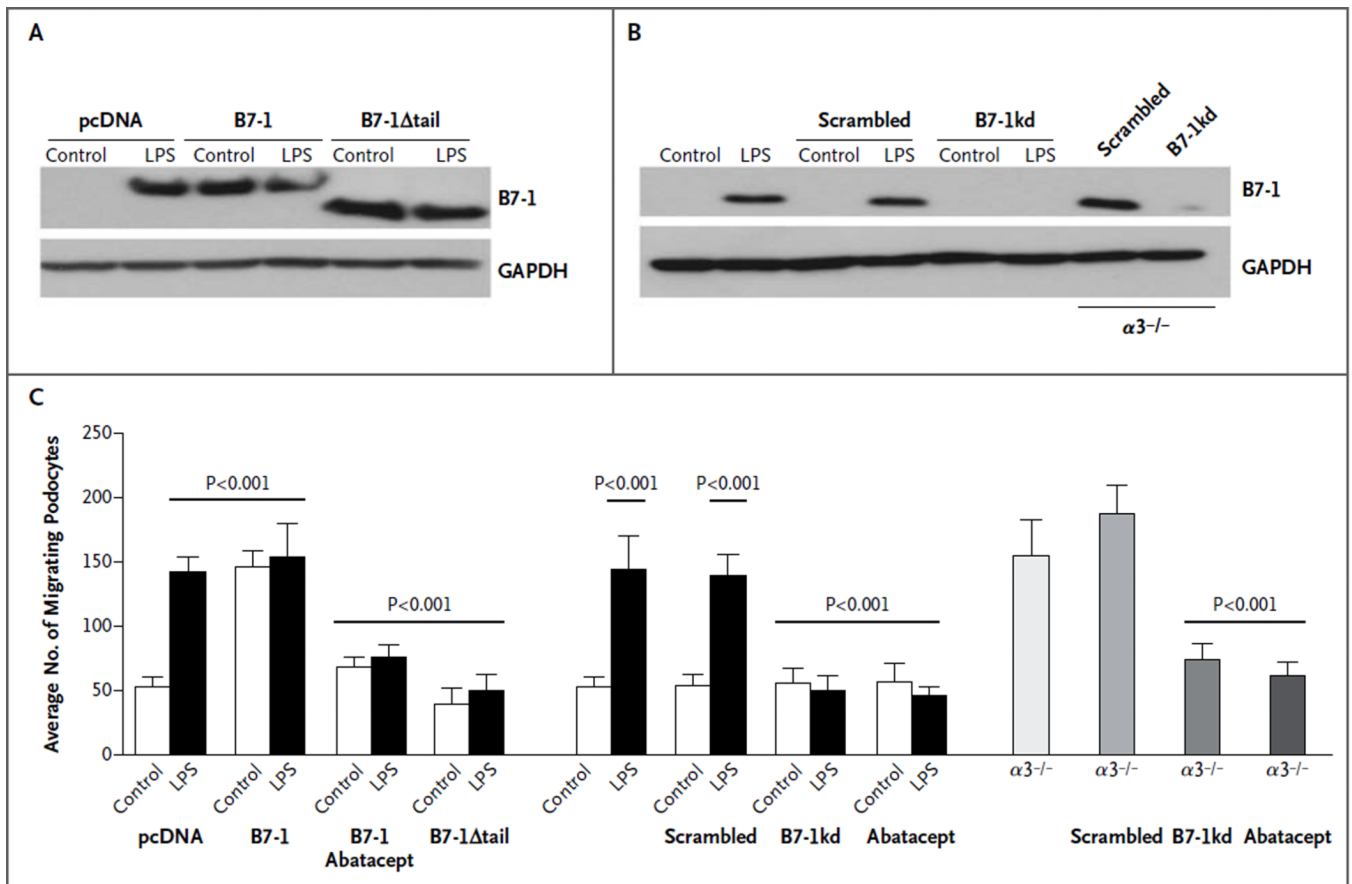 A
pcDNA B7-1 B7-1Δtail
Control LPS Control LPS Control LPS
B7-1
GAPDH
B
Scrambled B7-1kd Scrambled B7-1kd
Control LPS Control LPS Control LPS
B7-1
GAPDH
α3–/–
C
Average No. of Migrating Podocytes
250
200
150
100
50
0
P<0.001
P<0.001
P<0.001
P<0.001
P<0.001
P<0.001
Control LPS Control LPS Control LPS Control LPS Control LPS Control LPS Control LPS Control LPS α3–/– α3–/– α3–/– α3–/–
pcDNA B7-1 B7-1 B7-1Δtail Scrambled B7-1kd Abatacept Scrambled B7-1kd Abatacept
Abatacept